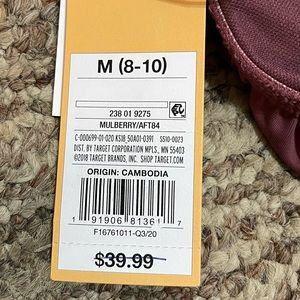 M (8-10)
238 01 9275
MULBERRY/AFT84
C-000699-01-020 KS18_50A01-0391 SS10-0023
DIST. BY TARGET CORPORATION MPLS., MN 55403
©2018 TARGET BRANDS, INC. SHOP TARGET.COM
ORIGIN: CAMBODIA
1 91906 81361 7
F16761011-Q3/20
$39.99